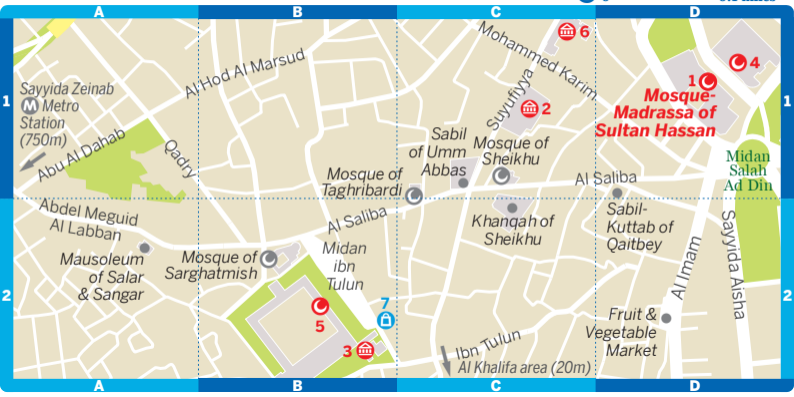 A
B
C
D
1
2
Sayyida Zeinab
M Metro
Station
(750m)
Abu Al Dahab
Qadry
Al Hod Al Marsud
Mohammed Karim
Suyufiyya
6
2
4
1
Mosque-
Madrassa of
Sultan Hassan
1
Midan
Salah
Ad Din
Sabil
of Umm
Abbas
Mosque of
Sheikhu
Mosque of
Taghribardi
Al Saliba
Al Saliba
Khanqah of
Sheikhu
Sabil-
Kuttab of
Qaitbey
Abdel Meguid
Al Labban
Mausoleum
of Salar
& Sangar
Mosque of
Sarghatmish
Midan
ibn
Tulun
7
5
3
Ibn Tulun
Al Khalifa area (20m)
Fruit &
Vegetable
Market
Al Imam
Sayyida Aisha
2
A
B
C
D